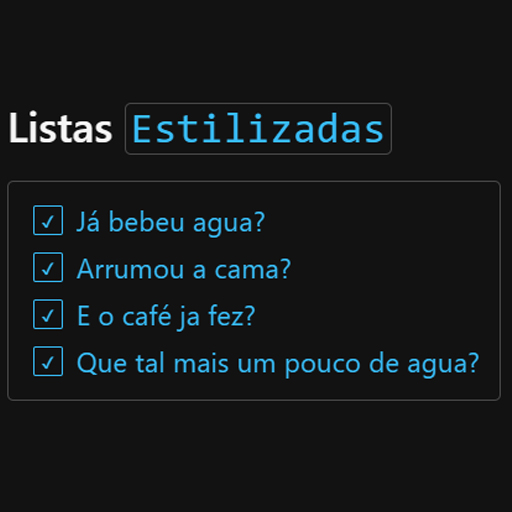 Listas Estilizadas
✓ Já bebeu agua?
✓ Arrumou a cama?
✓ E o café ja fez?
✓ Que tal mais um pouco de agua?